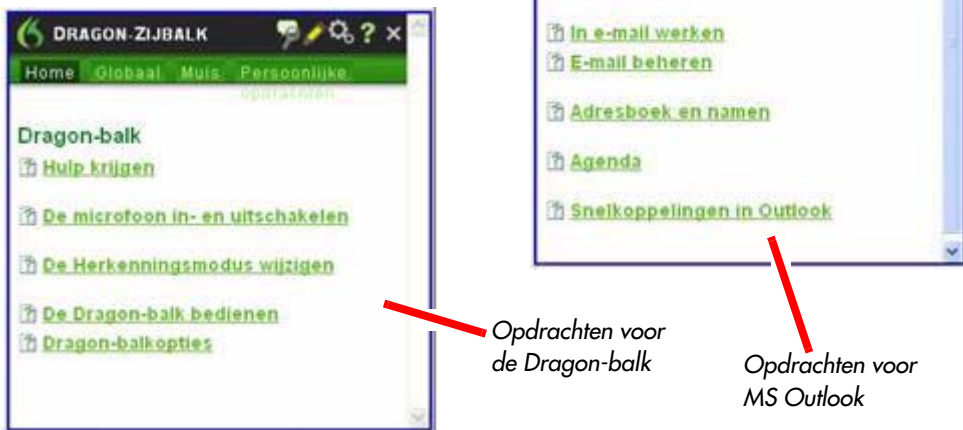 DRAGON-ZIJBALK
Home Globaal Muis Persoonlijke opdrachten
Dragon-balk
Hulp krijgen
De microfoon in- en uitschakelen
De Herkenningsmodus wijzigen
De Dragon-balk bedienen
Dragon-balkopties
In e-mail werken
E-mail beheren
Adresboek en namen
Agenda
Snelkoppelingen in Outlook
Opdrachten voor
de Dragon-balk
Opdrachten voor
MS Outlook